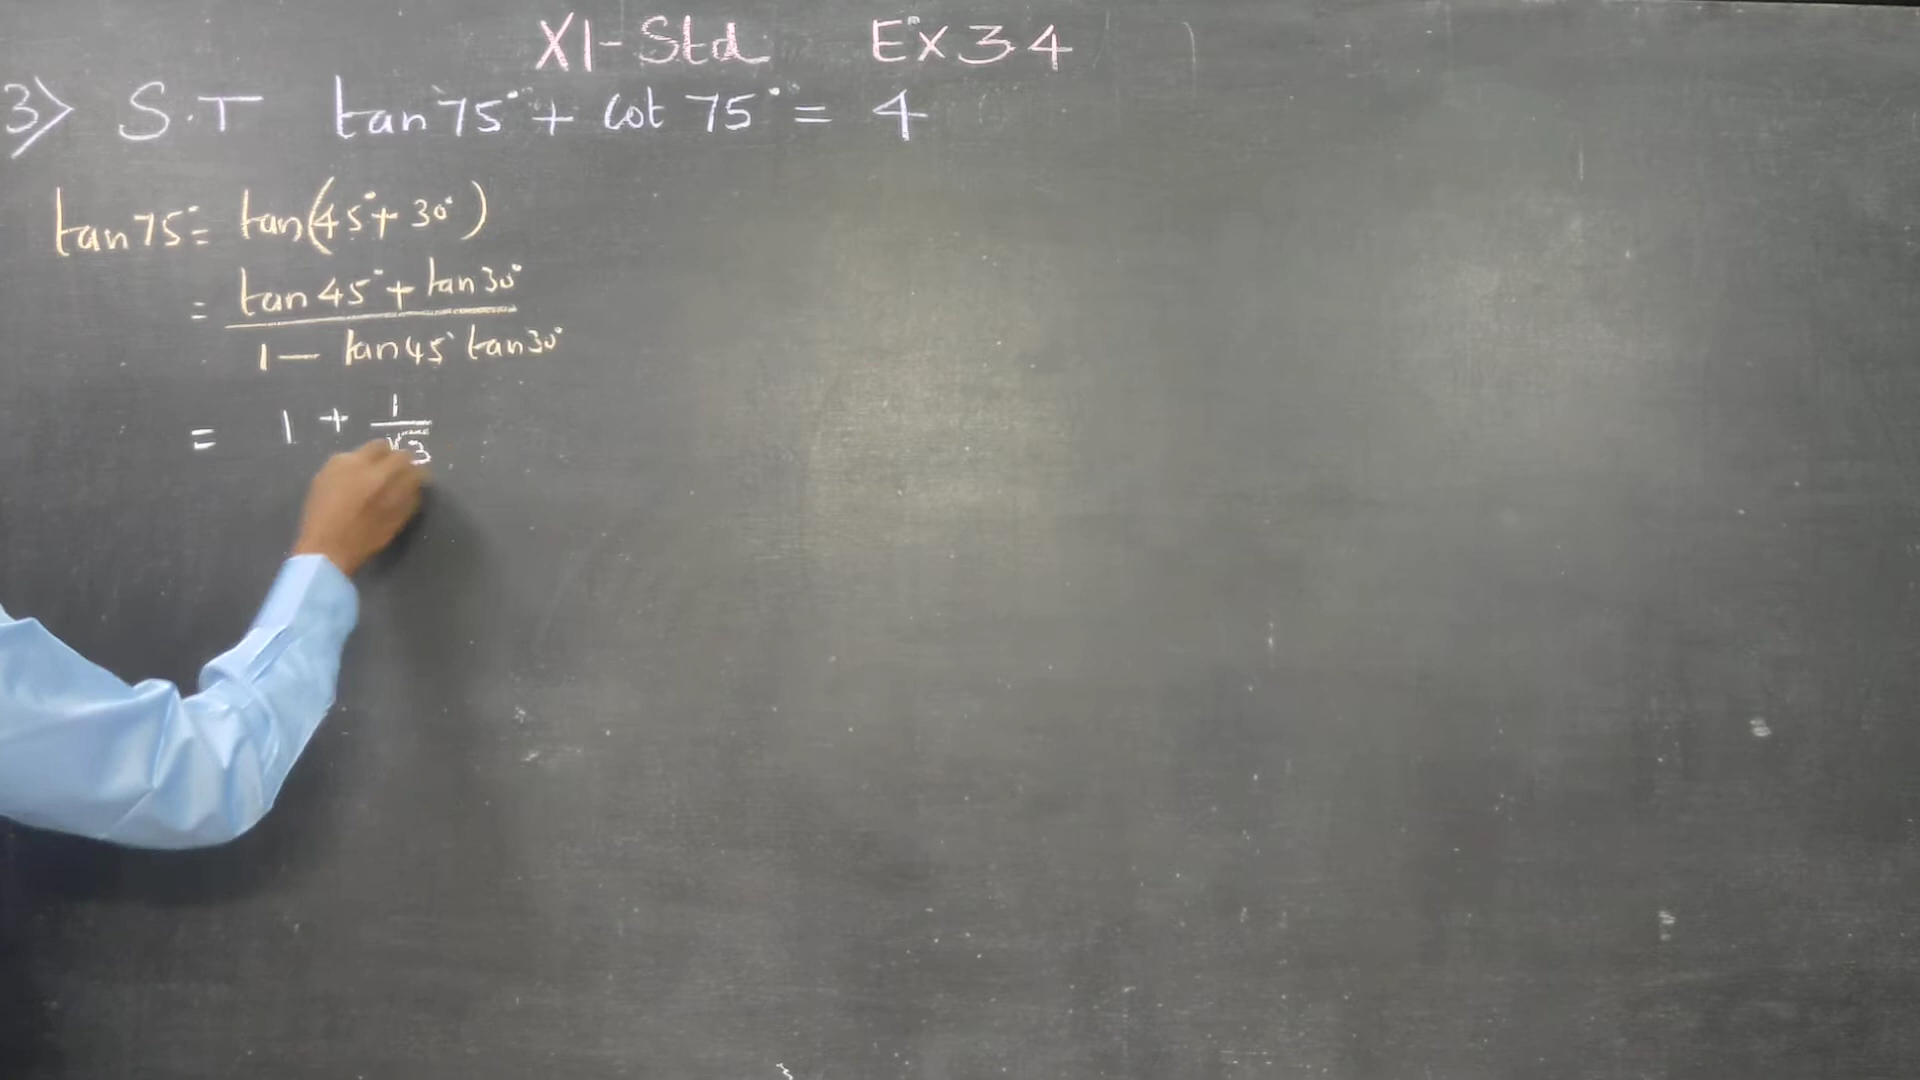 XI-Std Ex 3.4
3) S.T tan 75° + cot 75° = 4
tan 75° = tan(45° + 30°)
= tan 45° + tan 30°
1 - tan 45° tan 30°
= 1 + 1
√3